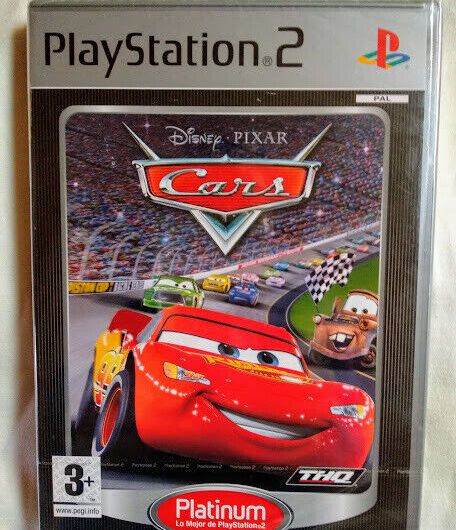 PlayStation®2
PAL
Disney · PIXAR
Cars
3+
www.pegi.info
THQ
Platinum
Lo Mejor de PlayStation®2